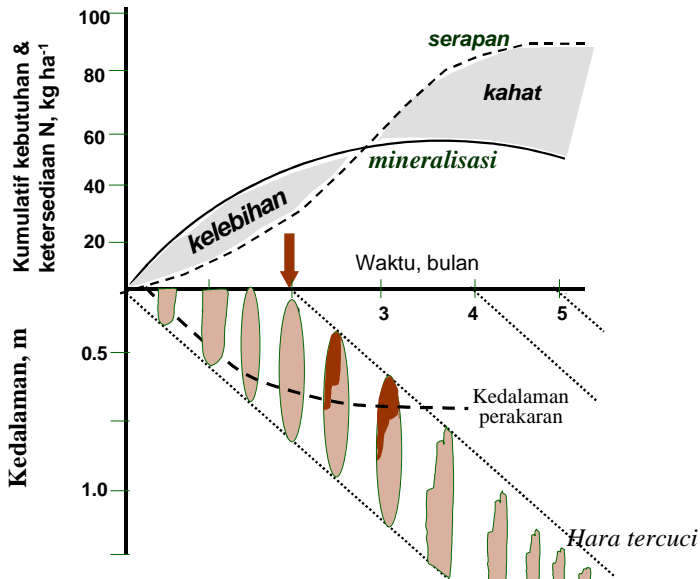 Kumulatif kebutuhan &
ketersediaan N, kg ha⁻¹
100
80
60
40
20
serapan
kahat
mineralisasi
kelebihan
Waktu, bulan
3
4
5
Kedalaman, m
0.5
1.0
Kedalaman
perakaran
Hara tercuci